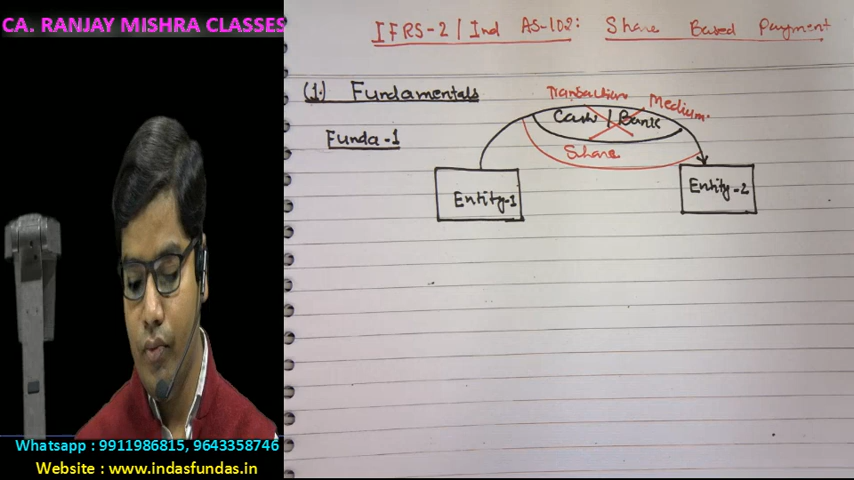 CA. RANJAY MISHRA CLASSES
IFRS-2 / Ind AS-102: Share Based Payment
(1.) Fundamentals
Transaction Medium.
Funda-1
Cash / Bank
Share
Entity-1
Entity-2
Whatsapp : 9911986815, 9643358746
Website : www.indasfundas.in